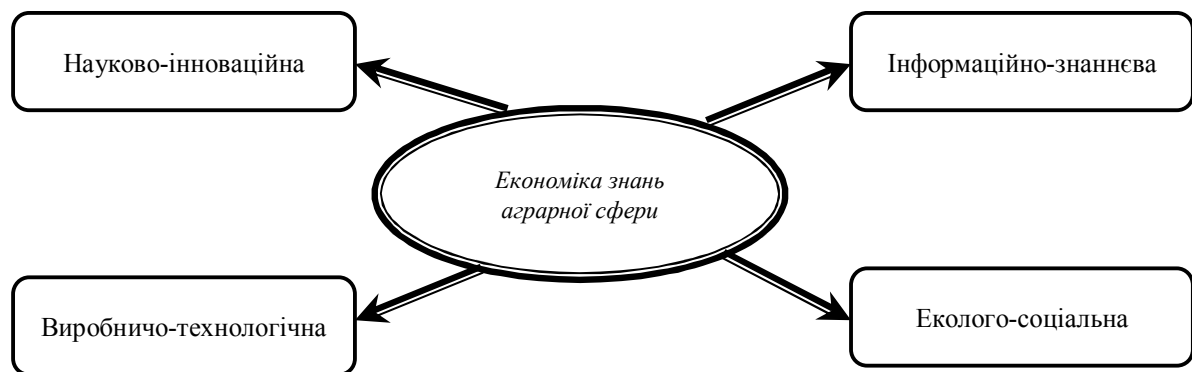 Науково-інноваційна
Інформаційно-знаннєва
Економіка знань
аграрної сфери
Виробничо-технологічна
Еколого-соціальна